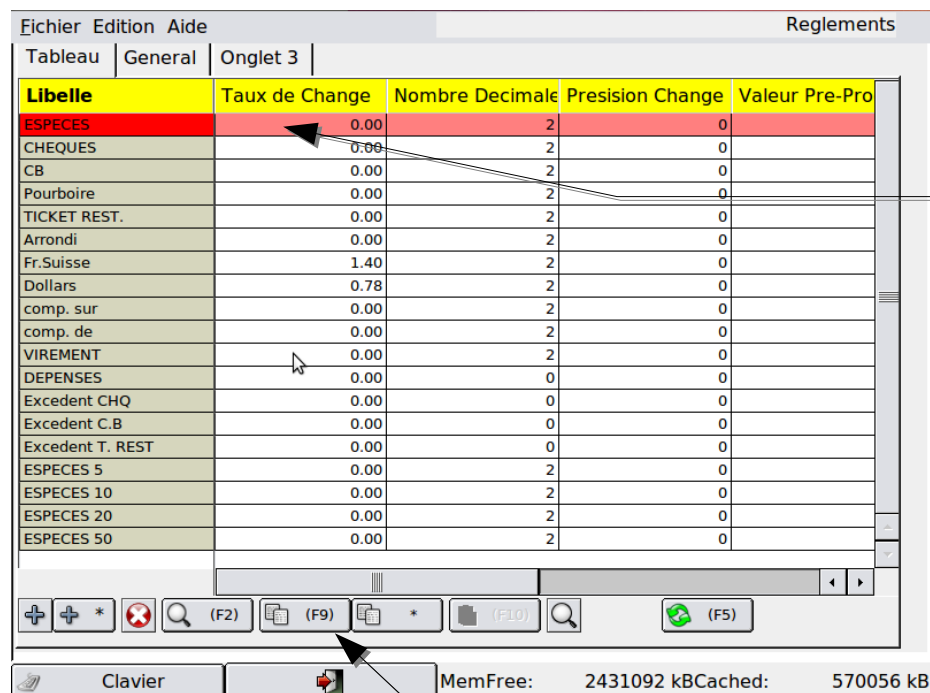 Fichier Edition Aide Reglements
Tableau General Onglet 3
Libelle Taux de Change Nombre Decimale Presision Change Valeur Pre-Pro
ESPECES 0.00 2 0
CHEQUES 0.00 2 0
CB 0.00 2 0
Pourboire 0.00 2 0
TICKET REST. 0.00 2 0
Arrondi 0.00 2 0
Fr.Suisse 1.40 2 0
Dollars 0.78 2 0
comp. sur 0.00 2 0
comp. de 0.00 2 0
VIREMENT 0.00 2 0
DEPENSES 0.00 0 0
Excedent CHQ 0.00 0 0
Excedent C.B 0.00 0 0
Excedent T. REST 0.00 0 0
ESPECES 5 0.00 2 0
ESPECES 10 0.00 2 0
ESPECES 20 0.00 2 0
ESPECES 50 0.00 2 0
* (F2) (F9) * (F10) (F5)
Clavier MemFree: 2431092 kBCached: 570056 kB